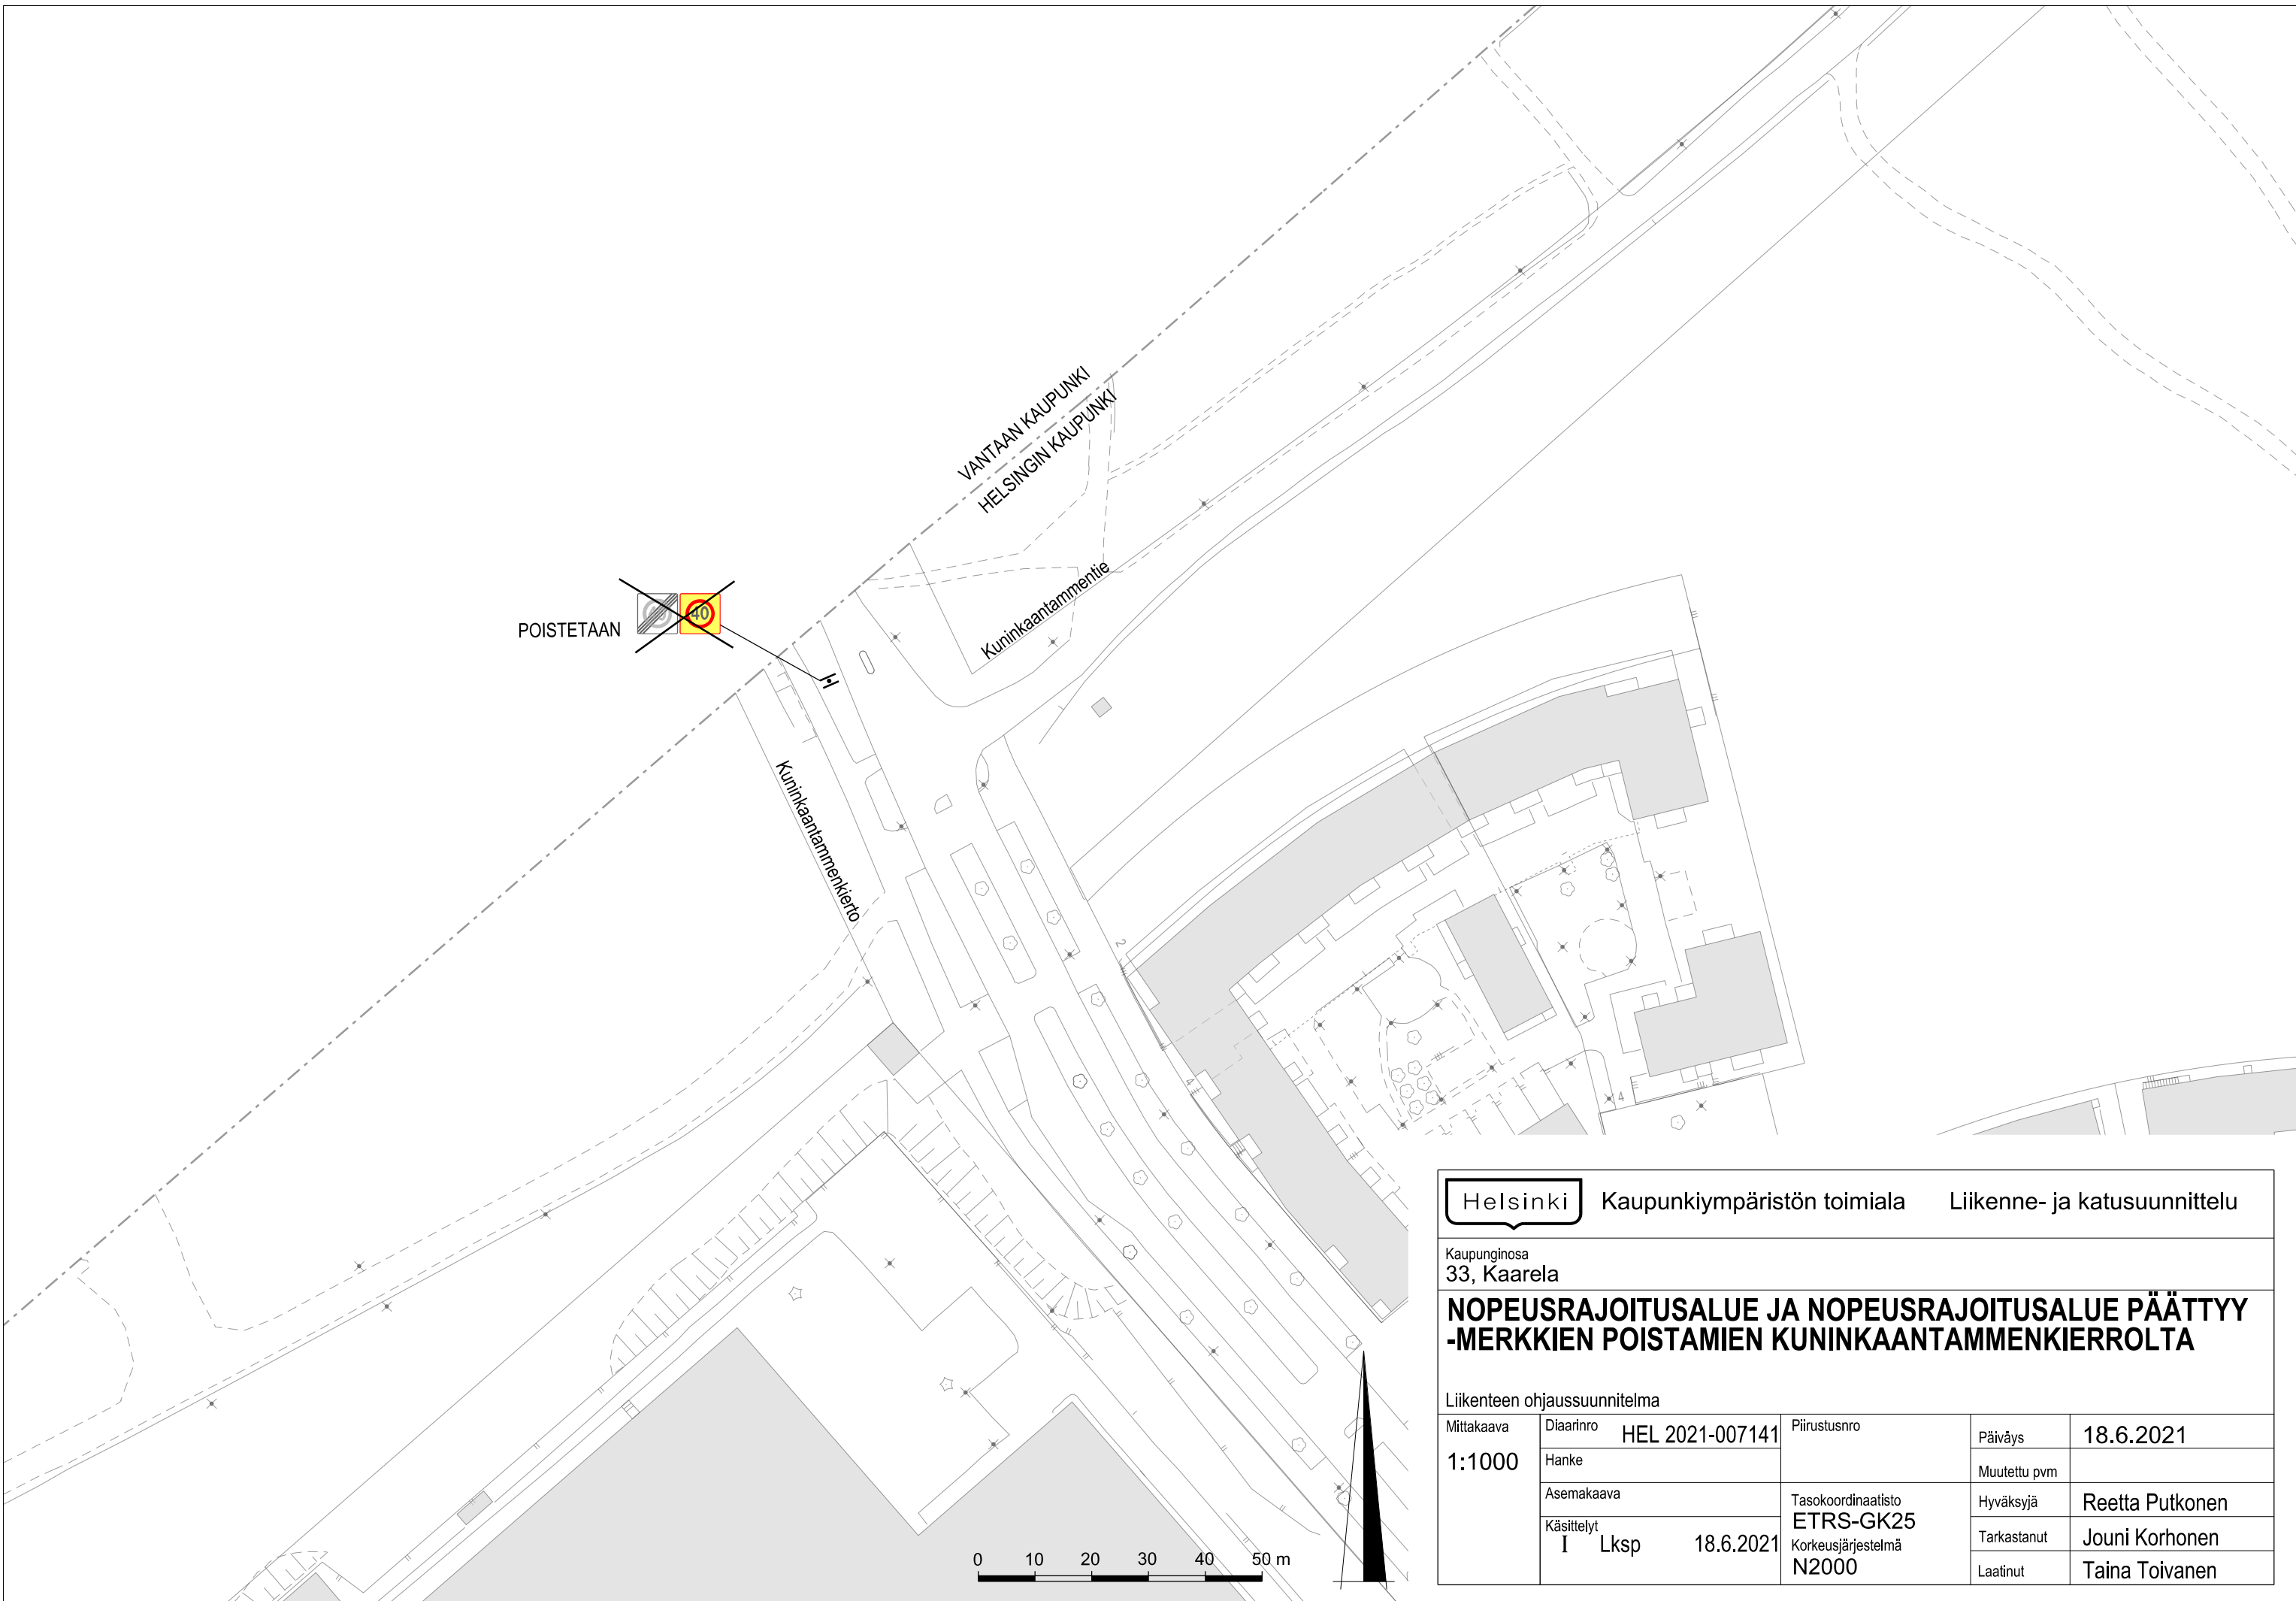 VANTAAN KAUPUNKI
HELSINGIN KAUPUNKI
Kuninkaantammentie
POISTETAAN
40
Kuninkaantammenkierto
2
4
4
0 10 20 30 40 50 m
Helsinki Kaupunkiympäristön toimiala Liikenne- ja katusuunnittelu
Kaupunginosa
33, Kaarela
NOPEUSRAJOITUSALUE JA NOPEUSRAJOITUSALUE PÄÄTTYY
-MERKKIEN POISTAMIEN KUNINKAANTAMMENKIERROLTA
Liikenteen ohjaussuunnitelma
Mittakaava
1:1000
Diaarinro HEL 2021-007141
Hanke
Asemakaava
Käsittelyt
I Lksp 18.6.2021
Piirustusnro
Tasokoordinaatisto
ETRS-GK25
Korkeusjärjestelmä
N2000
Päiväys 18.6.2021
Muutettu pvm
Hyväksyjä Reetta Putkonen
Tarkastanut Jouni Korhonen
Laatinut Taina Toivanen